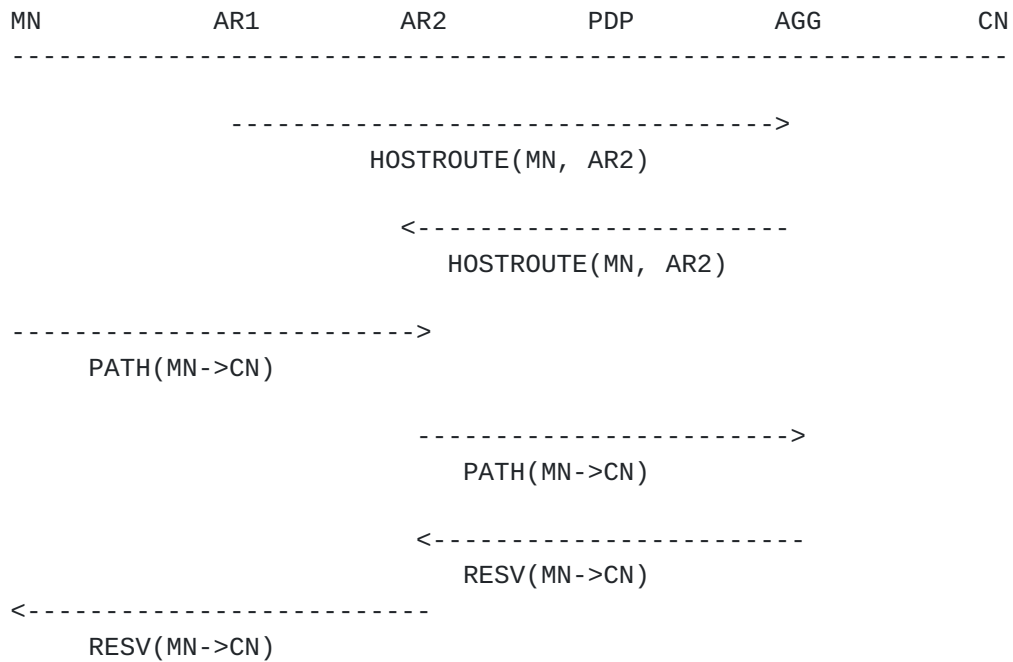 MN AR1 AR2 PDP AGG CN
----------------------------------------------------------------
----------------------------------->
HOSTROUTE(MN, AR2)
<------------------------
HOSTROUTE(MN, AR2)
-------------------------->
PATH(MN->CN)
------------------------>
PATH(MN->CN)
<------------------------
RESV(MN->CN)
<--------------------------
RESV(MN->CN)